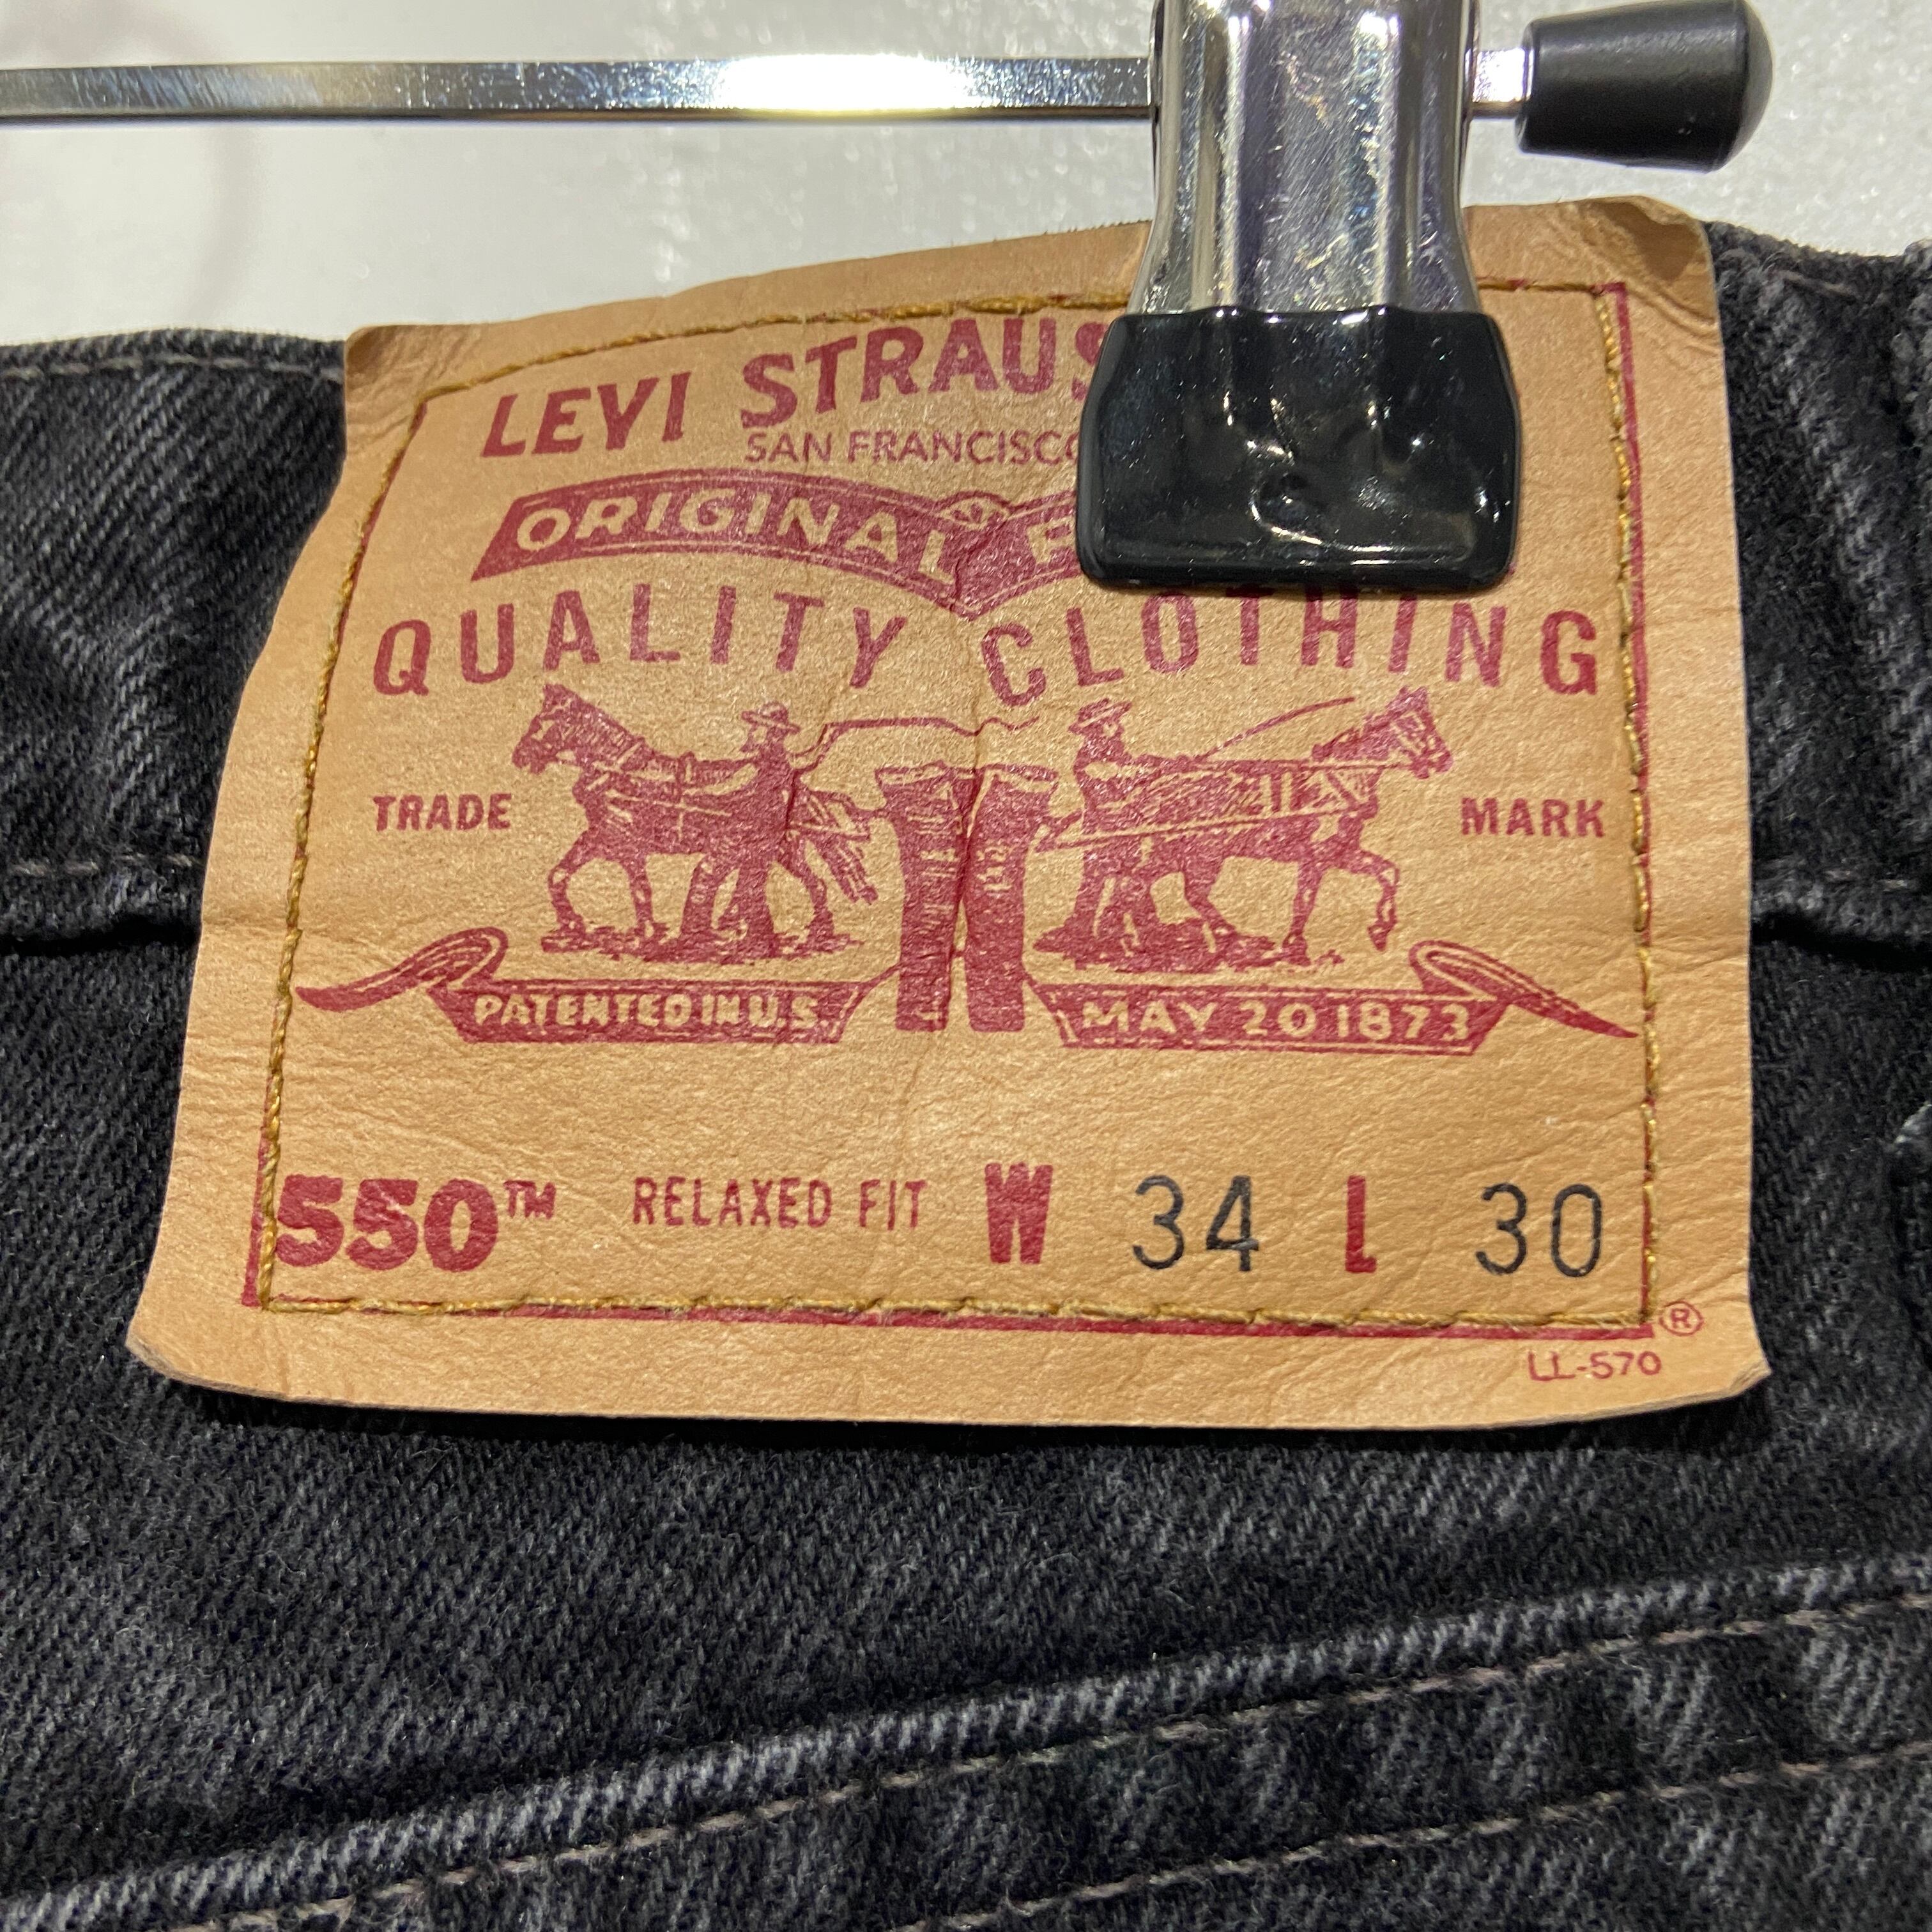 LEVI STRAUS
SAN FRANCISCO
ORIGINAL
QUALITY CLOTHING
TRADE MARK
PATENTED IN U.S. MAY 20 1873
550™ RELAXED FIT W 34 L 30
®
LL-570